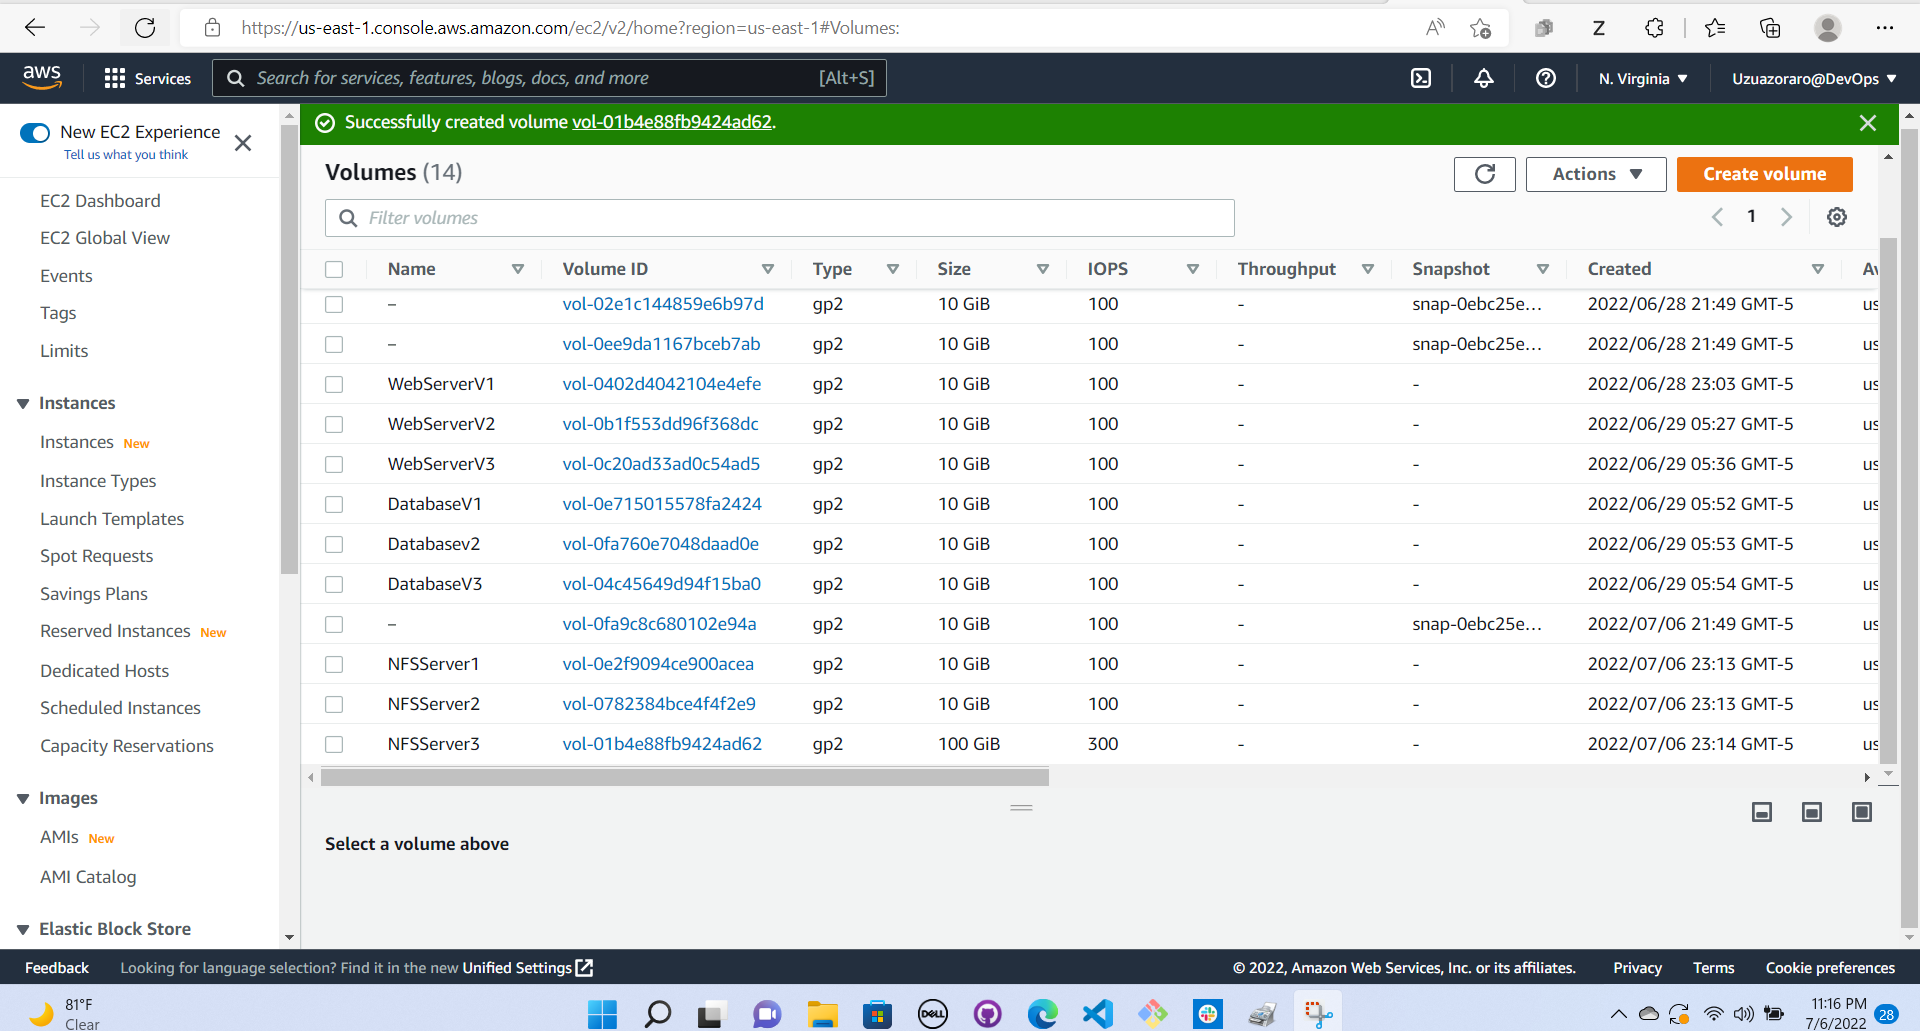 https://us-east-1.console.aws.amazon.com/ec2/v2/home?region=us-east-1#Volumes:
aws Services Search for services, features, blogs, docs, and more [Alt+S] N. Virginia Uzuazoraro@DevOps
New EC2 Experience
Tell us what you think
EC2 Dashboard
EC2 Global View
Events
Tags
Limits
Instances
Instances New
Instance Types
Launch Templates
Spot Requests
Savings Plans
Reserved Instances New
Dedicated Hosts
Scheduled Instances
Capacity Reservations
Images
AMIs New
AMI Catalog
Elastic Block Store
Successfully created volume vol-01b4e88fb9424ad62.
Volumes (14) Actions Create volume
Filter volumes 1
Name Volume ID Type Size IOPS Throughput Snapshot Created
– vol-02e1c144859e6b97d gp2 10 GiB 100 - snap-0ebc25e... 2022/06/28 21:49 GMT-5 us
– vol-0ee9da1167bceb7ab gp2 10 GiB 100 - snap-0ebc25e... 2022/06/28 21:49 GMT-5 us
WebServerV1 vol-0402d4042104e4efe gp2 10 GiB 100 - - 2022/06/28 23:03 GMT-5 us
WebServerV2 vol-0b1f553dd96f368dc gp2 10 GiB 100 - - 2022/06/29 05:27 GMT-5 us
WebServerV3 vol-0c20ad33ad0c54ad5 gp2 10 GiB 100 - - 2022/06/29 05:36 GMT-5 us
DatabaseV1 vol-0e715015578fa2424 gp2 10 GiB 100 - - 2022/06/29 05:52 GMT-5 us
Databasev2 vol-0fa760e7048daad0e gp2 10 GiB 100 - - 2022/06/29 05:53 GMT-5 us
DatabaseV3 vol-04c45649d94f15ba0 gp2 10 GiB 100 - - 2022/06/29 05:54 GMT-5 us
– vol-0fa9c8c680102e94a gp2 10 GiB 100 - snap-0ebc25e... 2022/07/06 21:49 GMT-5 us
NFSServer1 vol-0e2f9094ce900acea gp2 10 GiB 100 - - 2022/07/06 23:13 GMT-5 us
NFSServer2 vol-0782384bce4f4f2e9 gp2 10 GiB 100 - - 2022/07/06 23:13 GMT-5 us
NFSServer3 vol-01b4e88fb9424ad62 gp2 100 GiB 300 - - 2022/07/06 23:14 GMT-5 us
Select a volume above
Feedback Looking for language selection? Find it in the new Unified Settings © 2022, Amazon Web Services, Inc. or its affiliates. Privacy Terms Cookie preferences
81°F
Clear
DELL
11:16 PM
7/6/2022
28